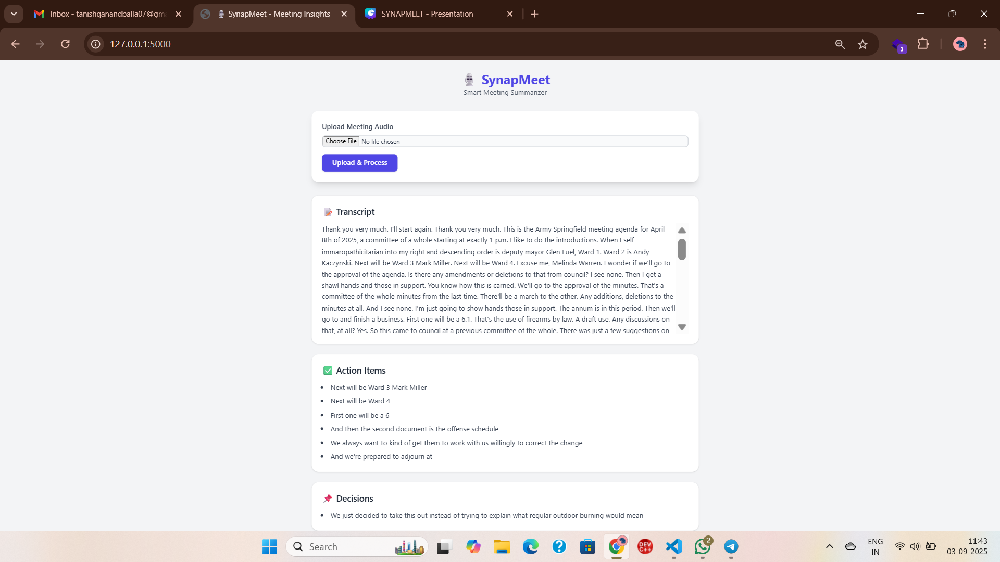 Inbox - tanishqanandballa07@gm
SynapMeet - Meeting Insights
SYNAPMEET - Presentation
127.0.0.1:5000
3
SynapMeet
Smart Meeting Summarizer
Upload Meeting Audio
Choose File No file chosen
Upload & Process
Transcript
Thank you very much. I'll start again. Thank you very much. This is the Army Springfield meeting agenda for April
8th of 2025, a committee of a whole starting at exactly 1 p.m. I like to do the introductions. When I self-
immaropathicitarian into my right and descending order is deputy mayor Glen Fuel, Ward 1. Ward 2 is Andy
Kaczynski. Next will be Ward 3 Mark Miller. Next will be Ward 4. Excuse me, Melinda Warren. I wonder if we'll go to
the approval of the agenda. Is there any amendments or deletions to that from council? I see none. Then I get a
shawl hands and those in support. You know how this is carried. We'll go to the approval of the minutes. That's a
committee of the whole minutes from the last time. There'll be a march to the other. Any additions, deletions to the
minutes at all. And I see none. I'm just going to show hands those in support. The annum is in this period. Then we'll
go to and finish a business. First one will be a 6.1. That's the use of firearms by law. A draft use. Any discussions on
that, at all? Yes. So this came to council at a previous committee of the whole. There was just a few suggestions on
Action Items
Next will be Ward 3 Mark Miller
Next will be Ward 4
First one will be a 6
And then the second document is the offense schedule
We always want to kind of get them to work with us willingly to correct the change
And we're prepared to adjourn at
Decisions
We just decided to take this out instead of trying to explain what regular outdoor burning would mean
Search
DEV
C++
2
ENG
IN
11:43
03-09-2025